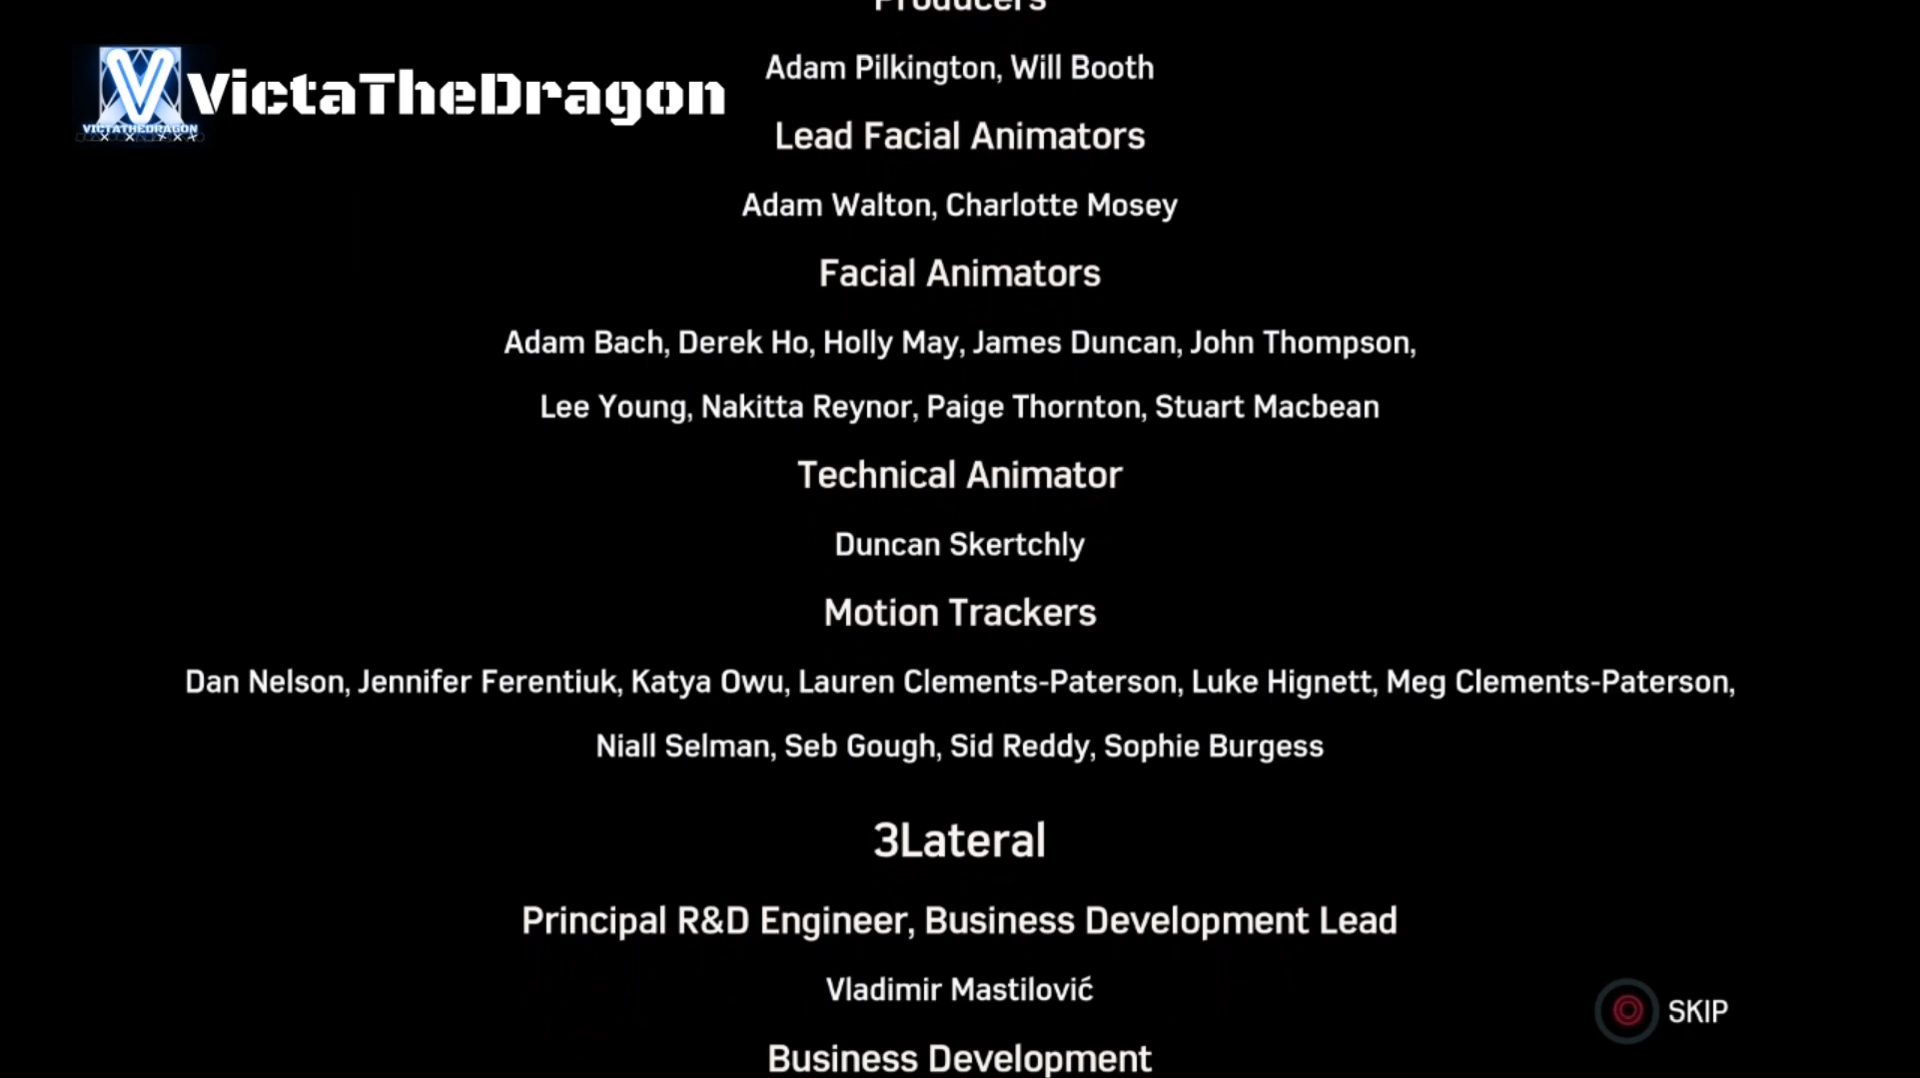 Producers
VICTATHEDRAGON
VictaTheDragon
Adam Pilkington, Will Booth
Lead Facial Animators
Adam Walton, Charlotte Mosey
Facial Animators
Adam Bach, Derek Ho, Holly May, James Duncan, John Thompson,
Lee Young, Nakitta Reynor, Paige Thornton, Stuart Macbean
Technical Animator
Duncan Skertchly
Motion Trackers
Dan Nelson, Jennifer Ferentiuk, Katya Owu, Lauren Clements-Paterson, Luke Hignett, Meg Clements-Paterson,
Niall Selman, Seb Gough, Sid Reddy, Sophie Burgess
3Lateral
Principal R&D Engineer, Business Development Lead
Vladimir Mastilović
SKIP
Business Development